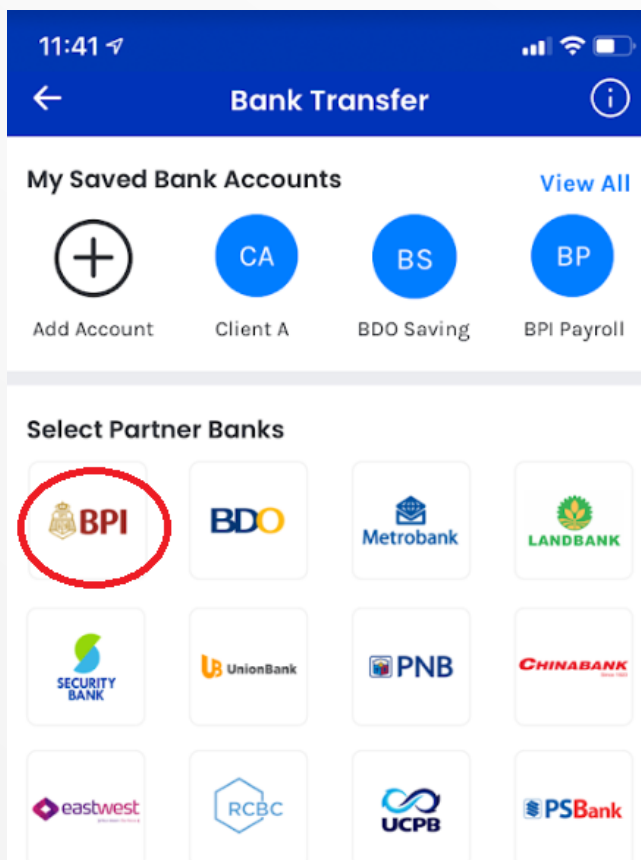 11:41
Bank Transfer
My Saved Bank Accounts
View All
CA
BS
BP
Add Account
Client A
BDO Saving
BPI Payroll
Select Partner Banks
BPI
BDO
Metrobank
LANDBANK
SECURITY
BANK
UB UnionBank
PNB
CHINABANK
eastwest
RCBC
UCPB
PSBank